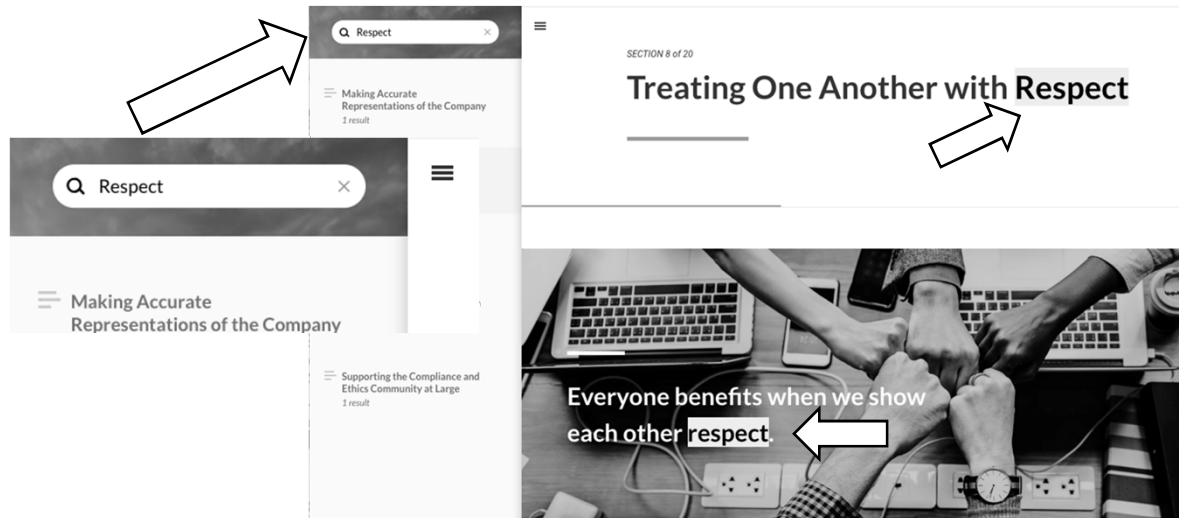 Respect
Making Accurate
Representations of the Company
1 result
Respect
Making Accurate
Representations of the Company
Supporting the Compliance and
Ethics Community at Large
1 result
SECTION 8 of 20
Treating One Another with Respect
Everyone benefits when we show
each other respect.